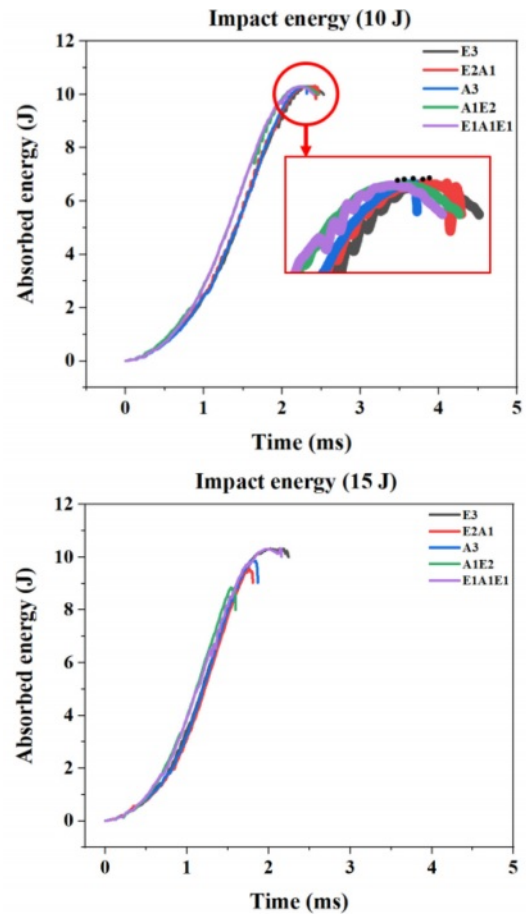 Impact energy (10 J)
12
10
8
6
4
2
0
Absorbed energy (J)
E3
E2A1
A3
A1E2
E1A1E1
0 1 2 3 4 5
Time (ms)
Impact energy (15 J)
12
10
8
6
4
2
0
Absorbed energy (J)
E3
E2A1
A3
A1E2
E1A1E1
0 1 2 3 4 5
Time (ms)